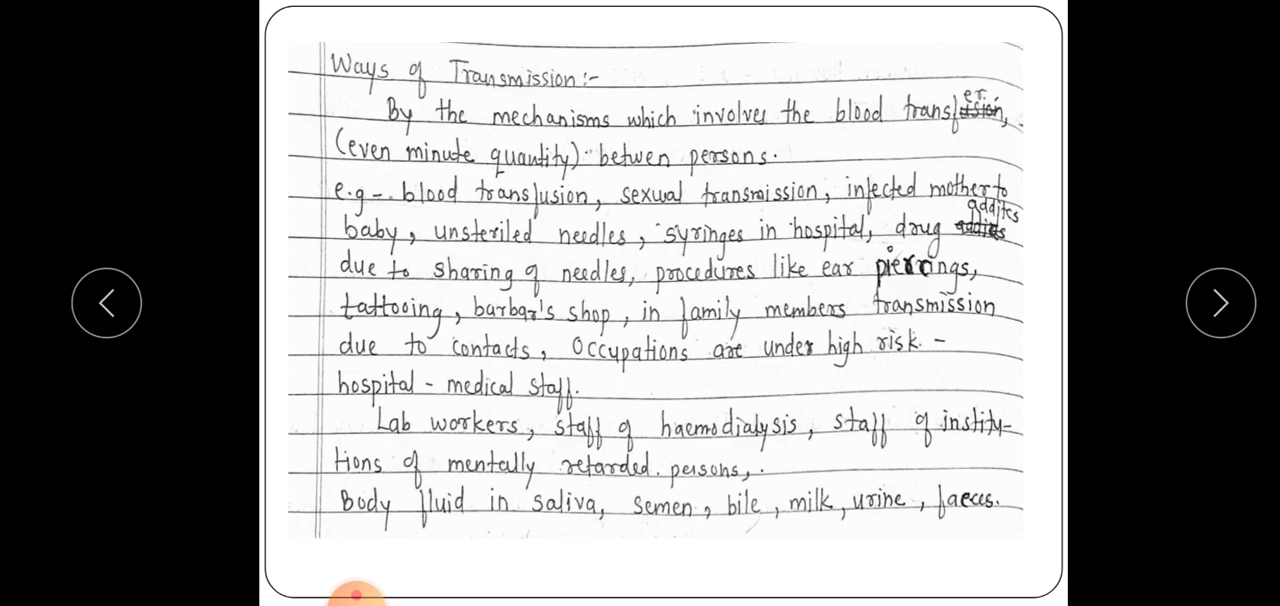 Ways of Transmission :-
By the mechanisms which involves the blood transfer,
(even minute quantity) betwen persons.
e.g - blood transfusion, sexual transmission, infected mother to
baby, unsteriled needles, syringes in hospital, drug addites
due to sharing of needles, procedures like ear piercings,
tattooing, barbar's shop, in family members transmission
due to contacts, Occupations are under high risk. -
hospital - medical staff.
Lab workers, staff of haemodialysis, staff of institu-
tions of mentally retarded. persons,.
Body fluid in saliva, semen, bile, milk, urine, faeces.